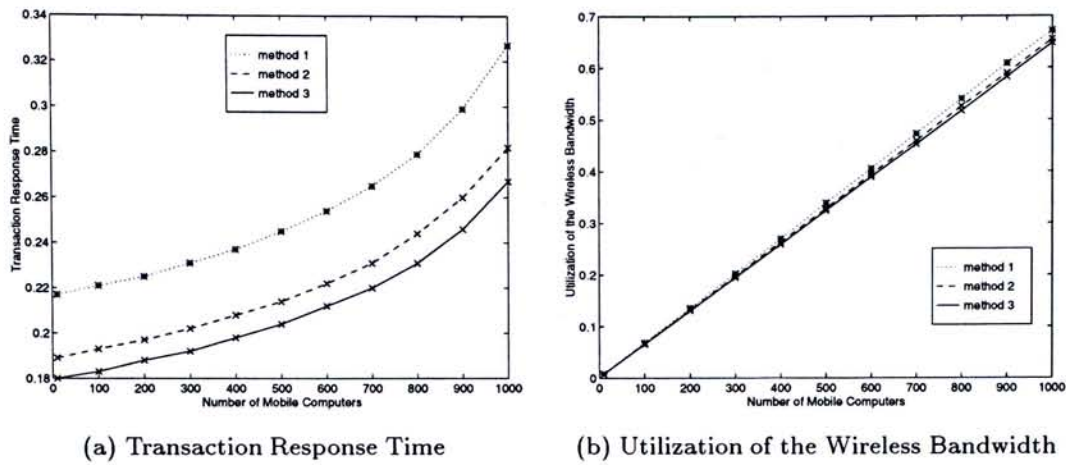 0.34
0.32
0.3
0.28
0.26
0.24
0.22
0.2
0.18
Transaction Response Time
method 1
method 2
method 3
0 100 200 300 400 500 600 700 800 900 1000
Number of Mobile Computers
(a) Transaction Response Time
0.7
0.6
0.5
0.4
0.3
0.2
0.1
0
Utilization of the Wireless Bandwidth
method 1
method 2
method 3
0 100 200 300 400 500 600 700 800 900 1000
Number of Mobile Computers
(b) Utilization of the Wireless Bandwidth